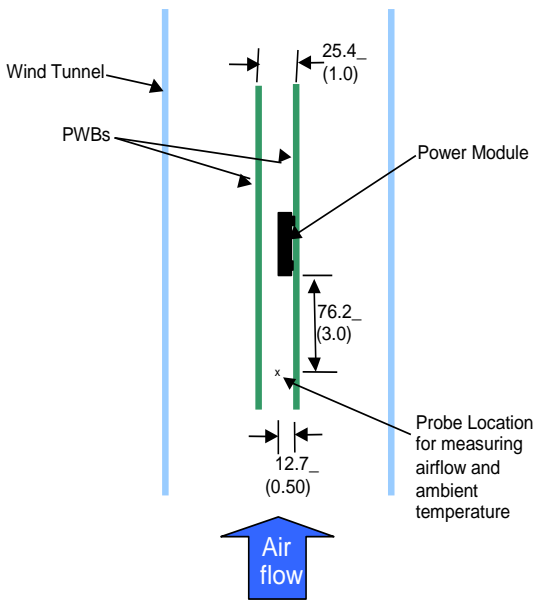 25.4_
(1.0)
Wind Tunnel
PWBs
Power Module
76.2_
(3.0)
x
Probe Location
for measuring
airflow and
ambient
temperature
12.7_
(0.50)
Air
flow